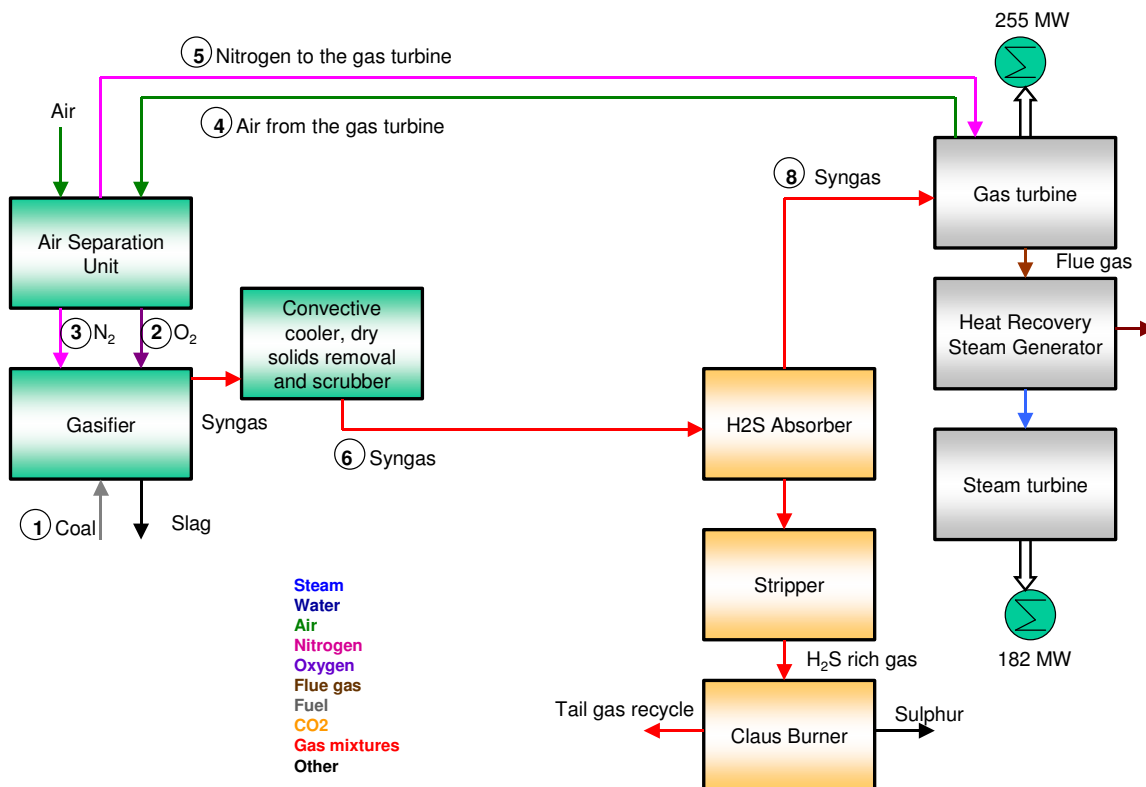 255 MW
5 Nitrogen to the gas turbine
Air
4 Air from the gas turbine
8 Syngas
Gas turbine
Air Separation
Unit
Flue gas
3 N₂
2 O₂
Convective
cooler, dry
solids removal
and scrubber
Heat Recovery
Steam Generator
Gasifier
Syngas
H2S Absorber
6 Syngas
Steam turbine
1 Coal
Slag
Stripper
Steam
Water
Air
Nitrogen
Oxygen
Flue gas
Fuel
CO2
Gas mixtures
Other
H₂S rich gas
182 MW
Tail gas recycle
Claus Burner
Sulphur